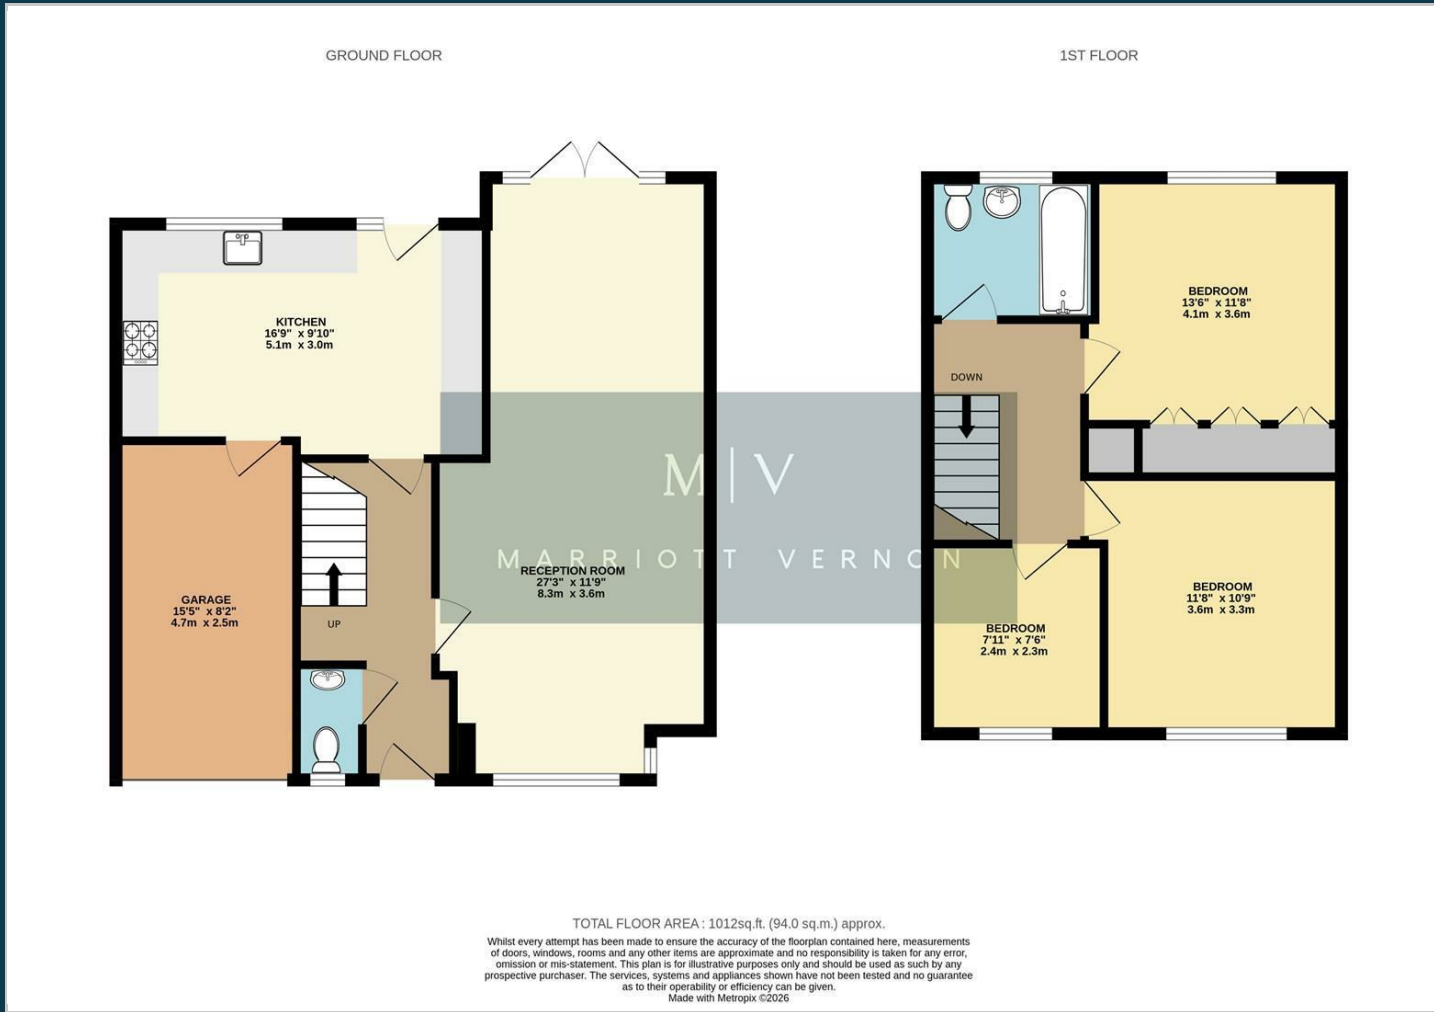 GROUND FLOOR
1ST FLOOR
KITCHEN
16'9" x 9'10"
5.1m x 3.0m
GARAGE
15'5" x 8'2"
4.7m x 2.5m
UP
RECEPTION ROOM
27'3" x 11'9"
8.3m x 3.6m
M|V
MARRIOTT VERNON
BEDROOM
13'6" x 11'8"
4.1m x 3.6m
DOWN
BEDROOM
11'8" x 10'9"
3.6m x 3.3m
BEDROOM
7'11" x 7'6"
2.4m x 2.3m
TOTAL FLOOR AREA : 1012sq.ft. (94.0 sq.m.) approx.
Whilst every attempt has been made to ensure the accuracy of the floorplan contained here, measurements
of doors, windows, rooms and any other items are approximate and no responsibility is taken for any error,
omission or mis-statement. This plan is for illustrative purposes only and should be used as such by any
prospective purchaser. The services, systems and appliances shown have not been tested and no guarantee
as to their operability or efficiency can be given.
Made with Metropix ©2026